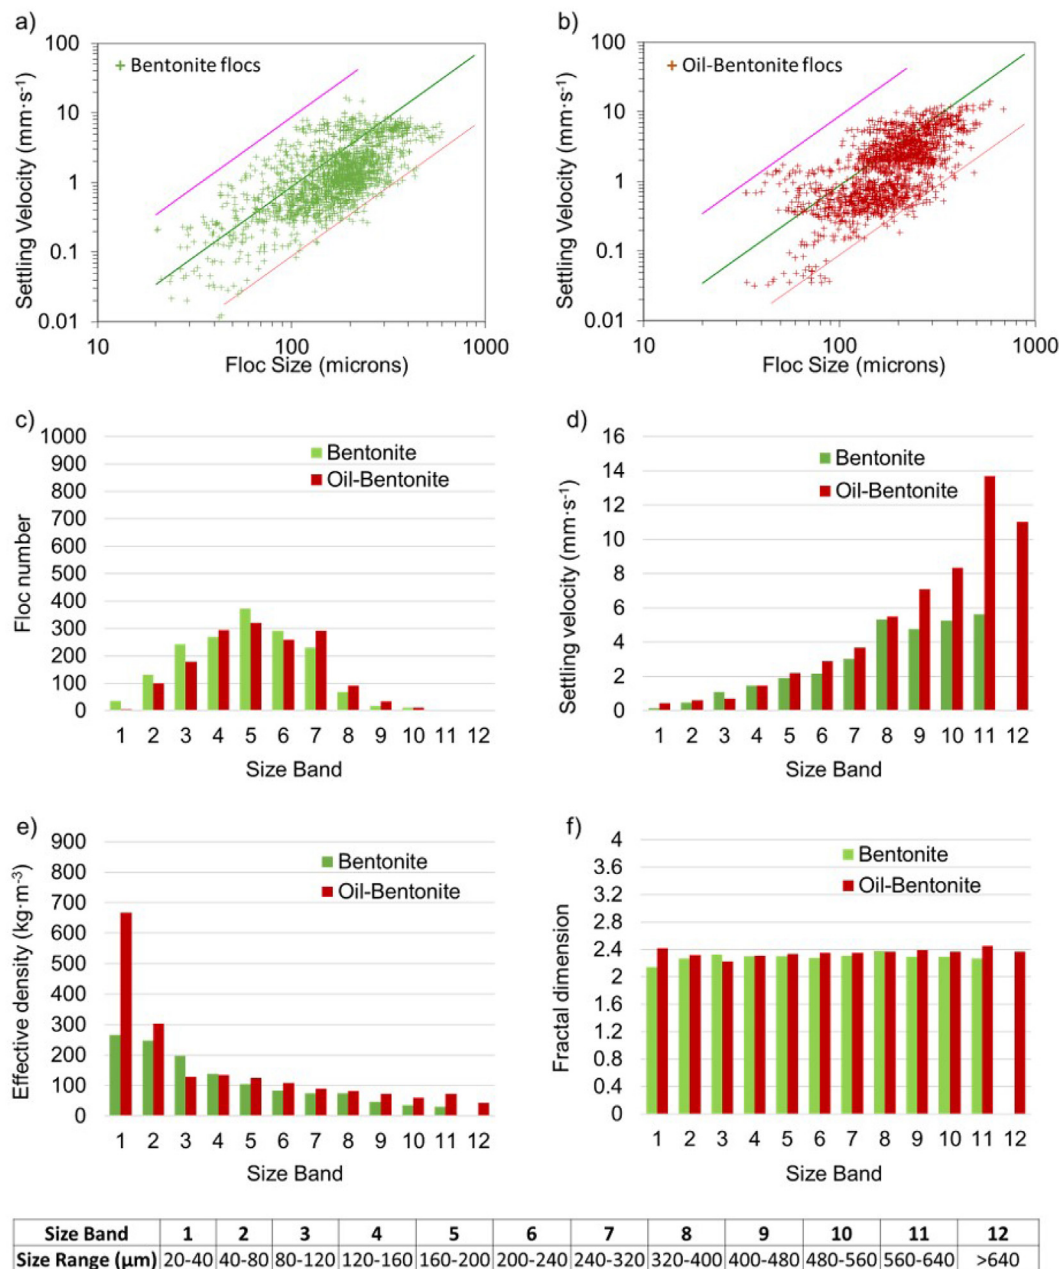 a)
b)
100
10
1
0.1
0.01
Settling Velocity (mm·s-1)
+ Bentonite flocs
10 100 1000
Floc Size (microns)
100
10
1
0.1
0.01
Settling Velocity (mm·s-1)
+ Oil-Bentonite flocs
10 100 1000
Floc Size (microns)
c)
1000
900
800
700
600
500
400
300
200
100
0
Floc number
Bentonite
Oil-Bentonite
1 2 3 4 5 6 7 8 9 10 11 12
Size Band
d)
16
14
12
10
8
6
4
2
0
Settling velocity (mm·s-1)
Bentonite
Oil-Bentonite
1 2 3 4 5 6 7 8 9 10 11 12
Size Band
e)
900
800
700
600
500
400
300
200
100
0
Effective density (kg·m-3)
Bentonite
Oil-Bentonite
1 2 3 4 5 6 7 8 9 10 11 12
Size Band
f)
4
3.6
3.2
2.8
2.4
2
1.6
1.2
0.8
0.4
0
Fractal dimension
Bentonite
Oil-Bentonite
1 2 3 4 5 6 7 8 9 10 11 12
Size Band
Size Band 1 2 3 4 5 6 7 8 9 10 11 12
Size Range (µm) 20-40 40-80 80-120 120-160 160-200 200-240 240-320 320-400 400-480 480-560 560-640 >640